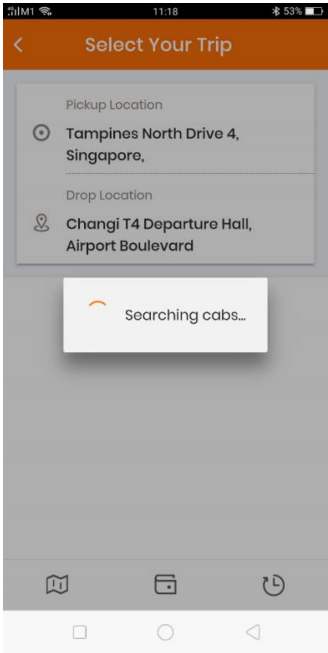 M1 11:18 53%
Select Your Trip
Pickup Location
Tampines North Drive 4,
Singapore,
Drop Location
Changi T4 Departure Hall,
Airport Boulevard
Searching cabs...